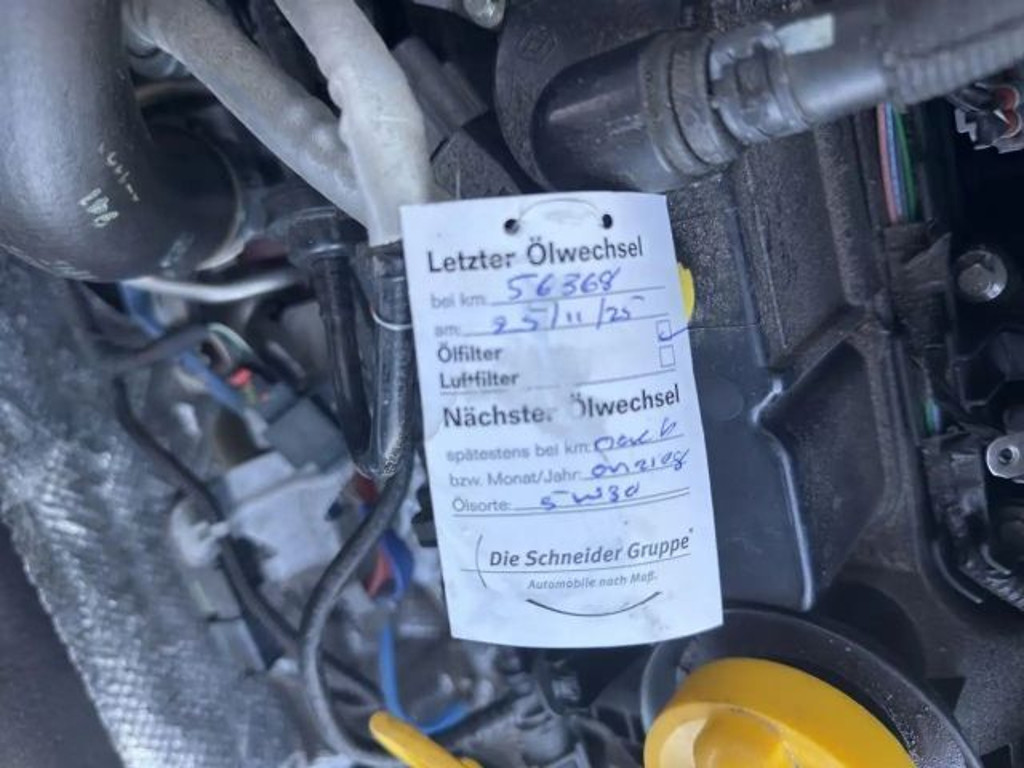 Letzter Ölwechsel
bei km: 56368
am: 25/11/25
Ölfilter
Luftfilter
Nächster Ölwechsel
spätestens bei km:
bzw. Monat/Jahr: anzeige
Ölsorte: 5W30
Die Schneider Gruppe
Automobile nach Maß.